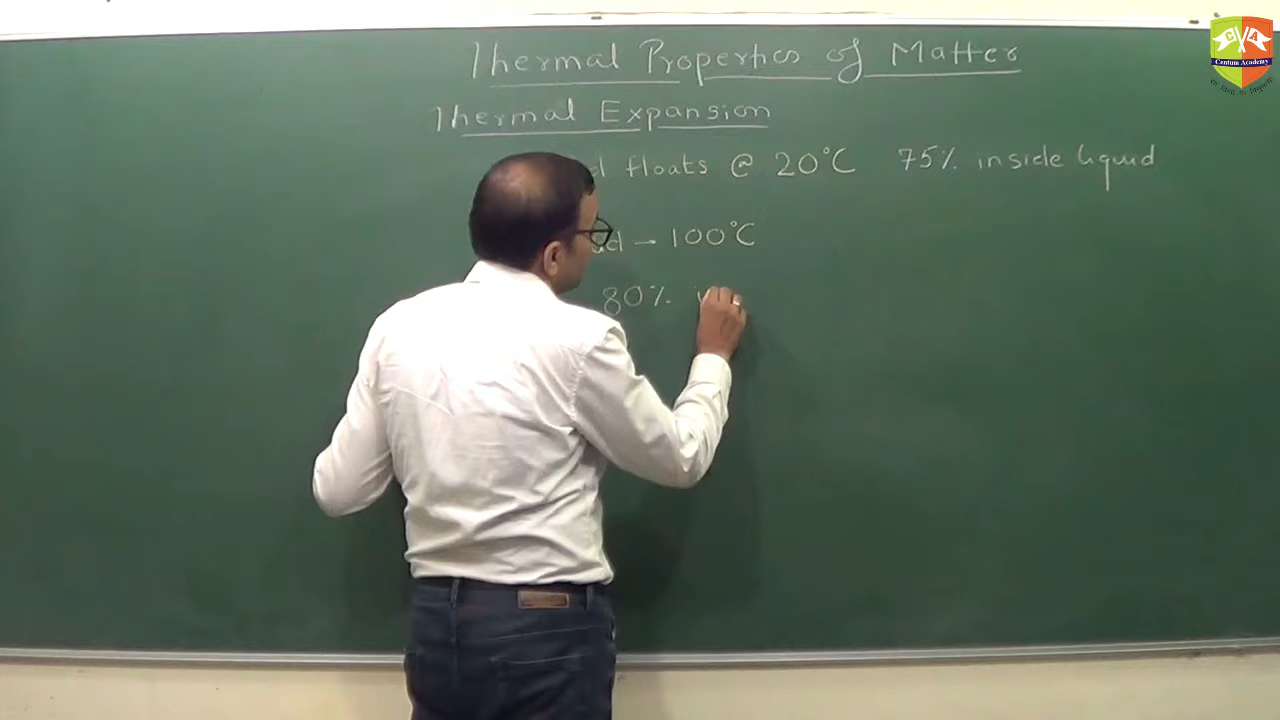 Thermal Properties of Matter
Thermal Expansion
floats @ 20°C 75% inside liquid
→ 100°C
80%
Centum Academy